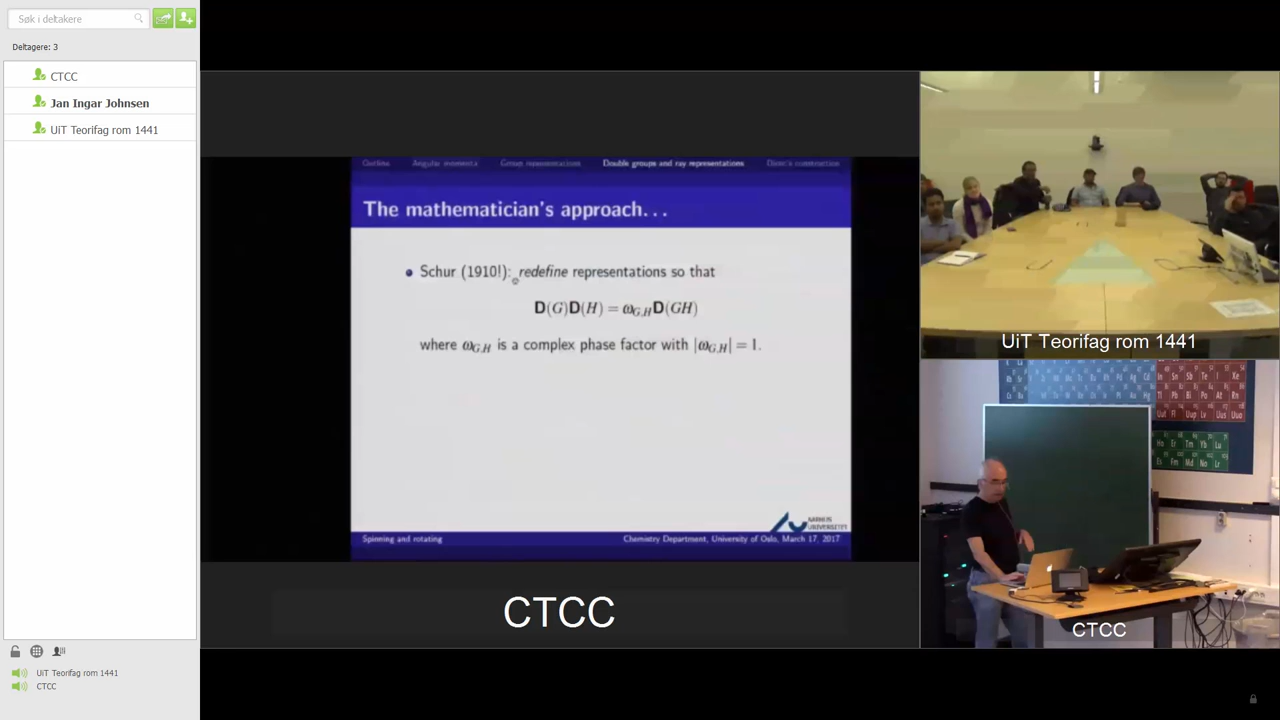 Søk i deltakere
Deltagere: 3
CTCC
Jan Ingar Johnsen
UiT Teorifag rom 1441
UiT Teorifag rom 1441
CTCC
Outline Angular momenta Group representations Double groups and ray representations Dirac's construction
The mathematician's approach...
Schur (1910!): redefine representations so that
D(G)D(H) = ω_{G,H}D(GH)
where ω_{G,H} is a complex phase factor with |ω_{G,H}| = 1.
AARHUS
UNIVERSITET
Spinning and rotating Chemistry Department, University of Oslo, March 17, 2017
CTCC
UiT Teorifag rom 1441
CTCC